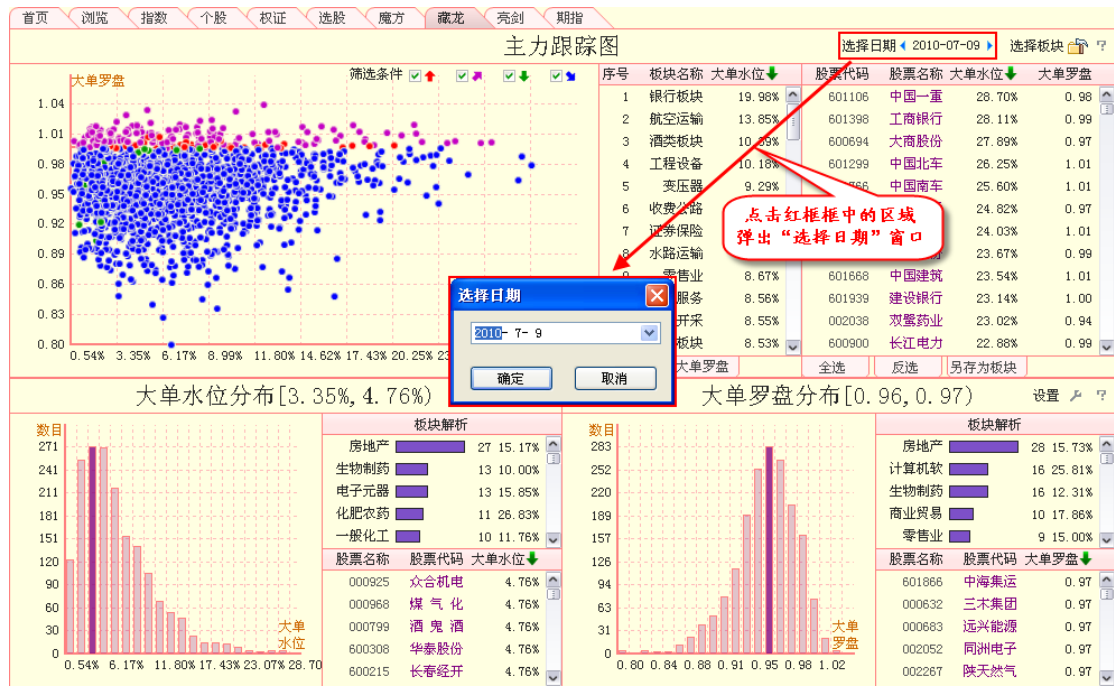 首页 浏览 指数 个股 权证 选股 魔方 藏龙 亮剑 期指
主力跟踪图
选择日期 2010-07-09 选择板块 ?
大单罗盘
筛选条件
1.04
1.01
0.98
0.95
0.92
0.89
0.86
0.83
0.80
0.54% 3.35% 6.17% 8.99% 11.80% 14.62% 17.43% 20.25%
序号 板块名称 大单水位
1 银行板块 19.98%
2 航空运输 13.85%
3 酒类板块
4 工程设备 10.18%
5 变压器 9.29%
6 收费公路
7 证券保险
8 水路运输
零售业 8.67%
服务 8.56%
开采 8.55%
板块 8.53%
大单罗盘
股票代码 股票名称 大单水位 大单罗盘
601106 中国一重 28.70% 0.98
601398 工商银行 28.11% 0.99
600694 大商股份 27.89% 0.97
601299 中国北车 26.25% 1.01
中国南车 25.60% 1.01
24.82% 0.97
24.03% 1.01
23.67% 0.99
601668 中国建筑 23.54% 1.01
601939 建设银行 23.14% 1.00
002038 双鹭药业 23.02% 0.94
600900 长江电力 22.88% 0.99
全选 反选 另存为板块
点击红框框中的区域
弹出“选择日期”窗口
选择日期
2010- 7- 9
确定 取消
大单水位分布[3.35%,4.76%)
数目
271
241
211
181
151
120
90
60
30
0
大单
水位
0.54% 6.17% 11.80% 17.43% 23.07% 28.70
板块解析
房地产 27 15.17%
生物制药 13 10.00%
电子元器 13 15.85%
化肥农药 11 26.83%
一般化工 10 11.76%
股票名称 股票代码 大单水位
000925 众合机电 4.76%
000968 煤气化 4.76%
000799 酒鬼酒 4.76%
600308 华泰股份 4.76%
600215 长春经开 4.76%
大单罗盘分布[0.96,0.97)
设置 ?
数目
283
252
220
189
157
126
94
63
31
0
大单
罗盘
0.80 0.84 0.88 0.91 0.95 0.98 1.02
板块解析
房地产 28 15.73%
计算机软 16 25.81%
生物制药 16 12.31%
商业贸易 10 17.86%
零售业 9 15.00%
股票名称 股票代码 大单罗盘
601866 中海集运 0.97
000632 三木集团 0.97
000683 远兴能源 0.97
002052 同洲电子 0.97
002267 陕天然气 0.97